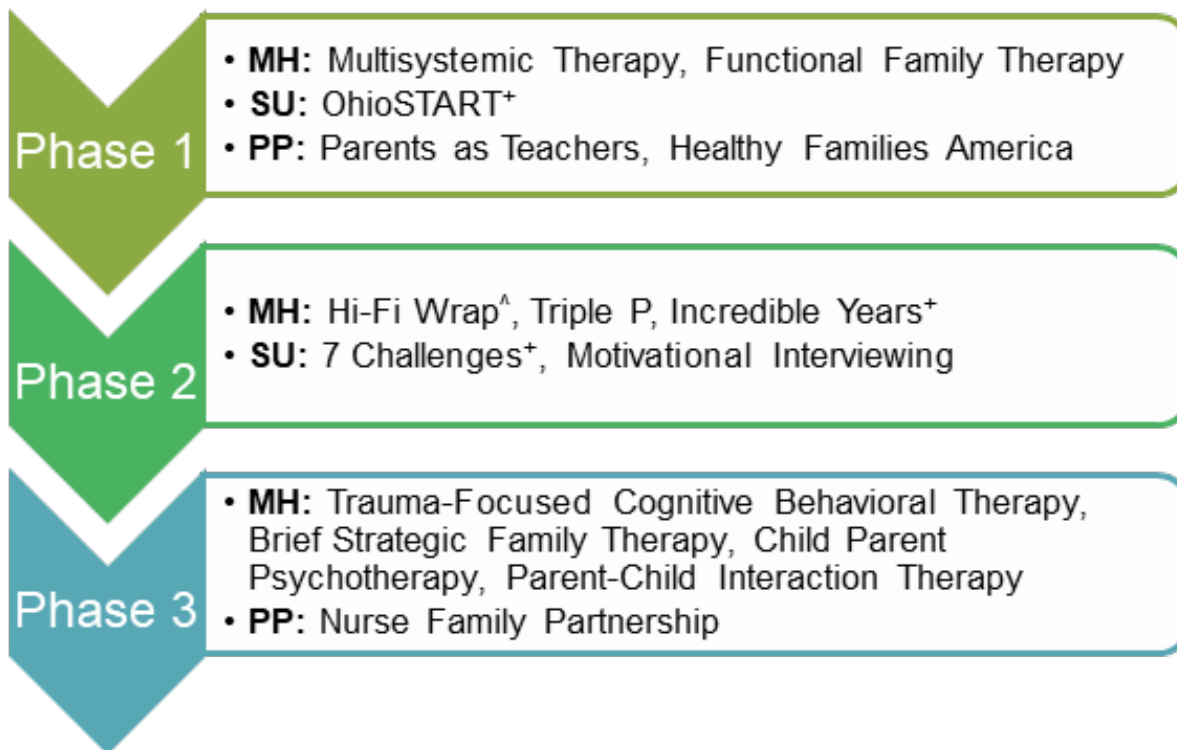 Phase 1
• MH: Multisystemic Therapy, Functional Family Therapy
• SU: OhioSTART⁺
• PP: Parents as Teachers, Healthy Families America
Phase 2
• MH: Hi-Fi Wrap^, Triple P, Incredible Years⁺
• SU: 7 Challenges⁺, Motivational Interviewing
Phase 3
• MH: Trauma-Focused Cognitive Behavioral Therapy,
Brief Strategic Family Therapy, Child Parent
Psychotherapy, Parent-Child Interaction Therapy
• PP: Nurse Family Partnership